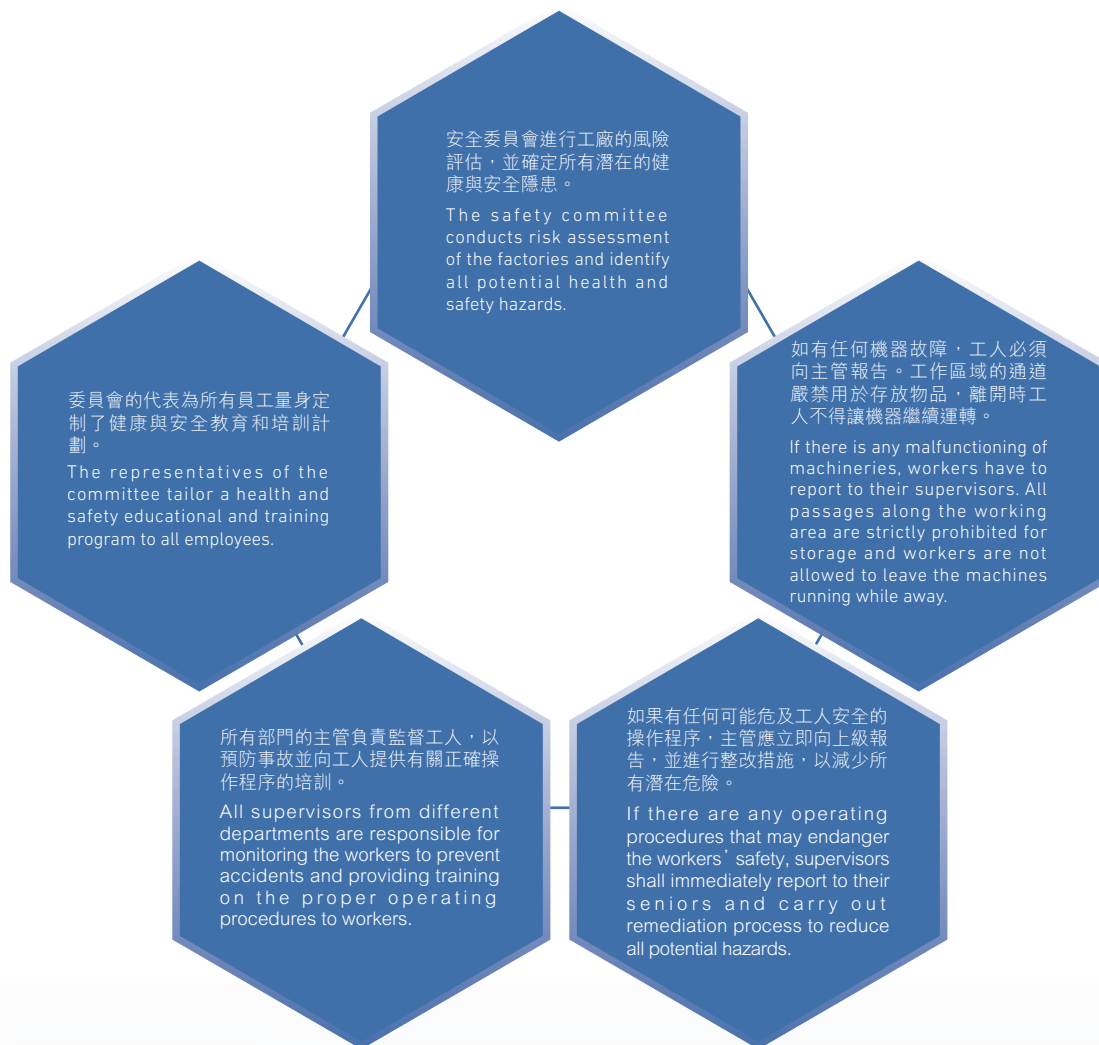 安全委員會進行工廠的風險
評估，並確定所有潛在的健
康與安全隱患。
The safety committee
conducts risk assessment
of the factories and identify
all potential health and
safety hazards.
如有任何機器故障，工人必須
向主管報告。工作區域的通道
嚴禁用於存放物品，離開時工
人不得讓機器繼續運轉。
If there is any malfunctioning of
machineries, workers have to
report to their supervisors. All
passages along the working
area are strictly prohibited for
storage and workers are not
allowed to leave the machines
running while away.
如果有任何可能危及工人安全的
操作程序，主管應立即向上級報
告，並進行整改措施，以減少所
有潛在危險。
If there are any operating
procedures that may endanger
the workers' safety, supervisors
shall immediately report to their
seniors and carry out
remediation process to reduce
all potential hazards.
所有部門的主管負責監督工人，以
預防事故並向工人提供有關正確操
作程序的培訓。
All supervisors from different
departments are responsible for
monitoring the workers to prevent
accidents and providing training
on the proper operating
procedures to workers.
委員會的代表為所有員工量身定
制了健康與安全教育和培訓計
劃。
The representatives of the
committee tailor a health and
safety educational and training
program to all employees.